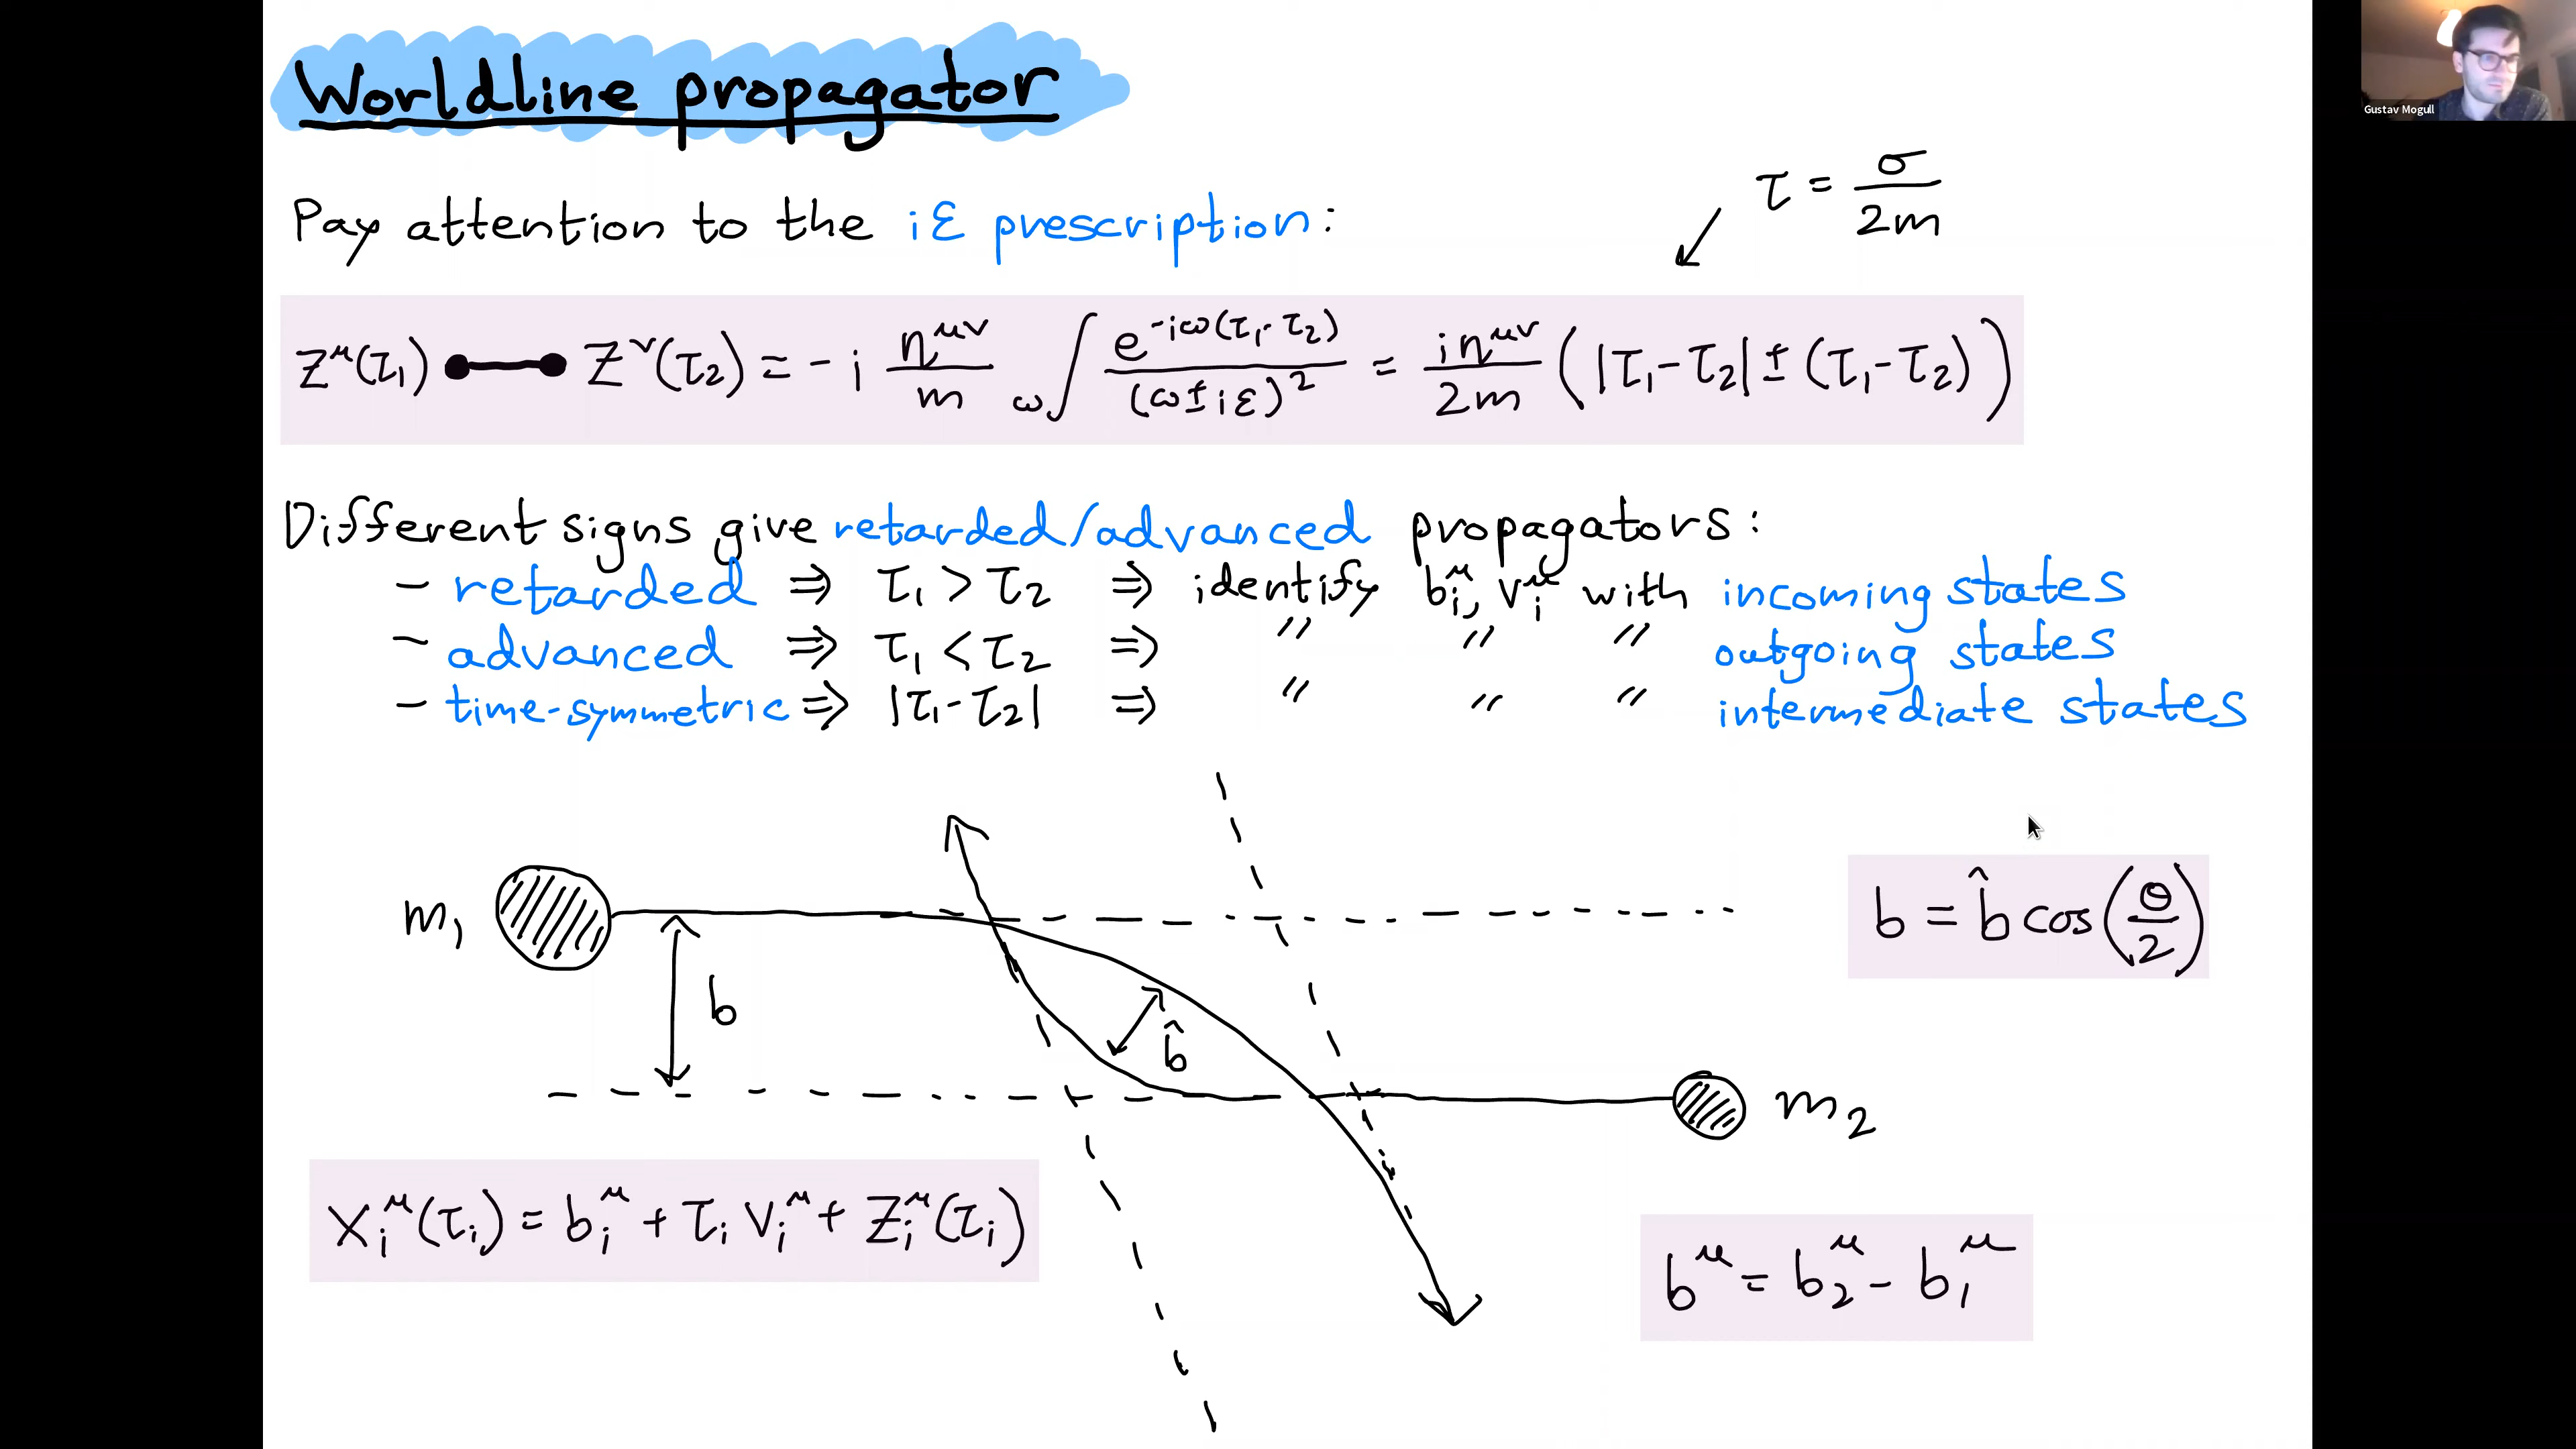 Worldline propagator
Gustav Mogull
Pay attention to the iε prescription:
τ = σ/2m
Z^μ(τ₁) •—• Z^ν(τ₂) = -i η^{μν}/m ∫_ω e^{-iω(τ₁-τ₂)}/(ω±iε)² = iη^{μν}/2m (|τ₁-τ₂| ± (τ₁-τ₂))
Different signs give retarded/advanced propagators:
- retarded ⇒ τ₁ > τ₂ ⇒ identify b_i^μ, v_i^μ with incoming states
- advanced ⇒ τ₁ < τ₂ ⇒ " " " outgoing states
- time-symmetric ⇒ |τ₁-τ₂| ⇒ " " " intermediate states
m₁
b
b̂
b = b̂ cos(θ/2)
m₂
X_i^μ(τ_i) = b_i^μ + τ_i v_i^μ + Z_i^μ(τ_i)
b^μ = b₂^μ - b₁^μ